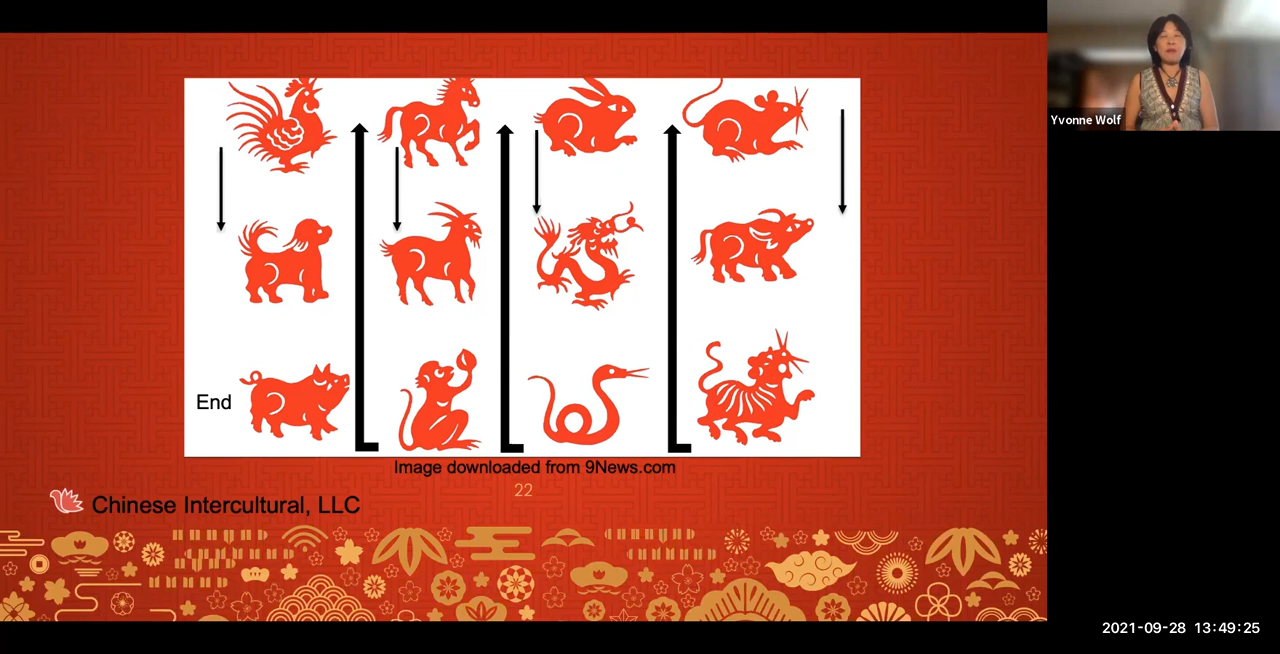 Yvonne Wolf
End
Image downloaded from 9News.com
22
Chinese Intercultural, LLC
2021-09-28 13:49:25